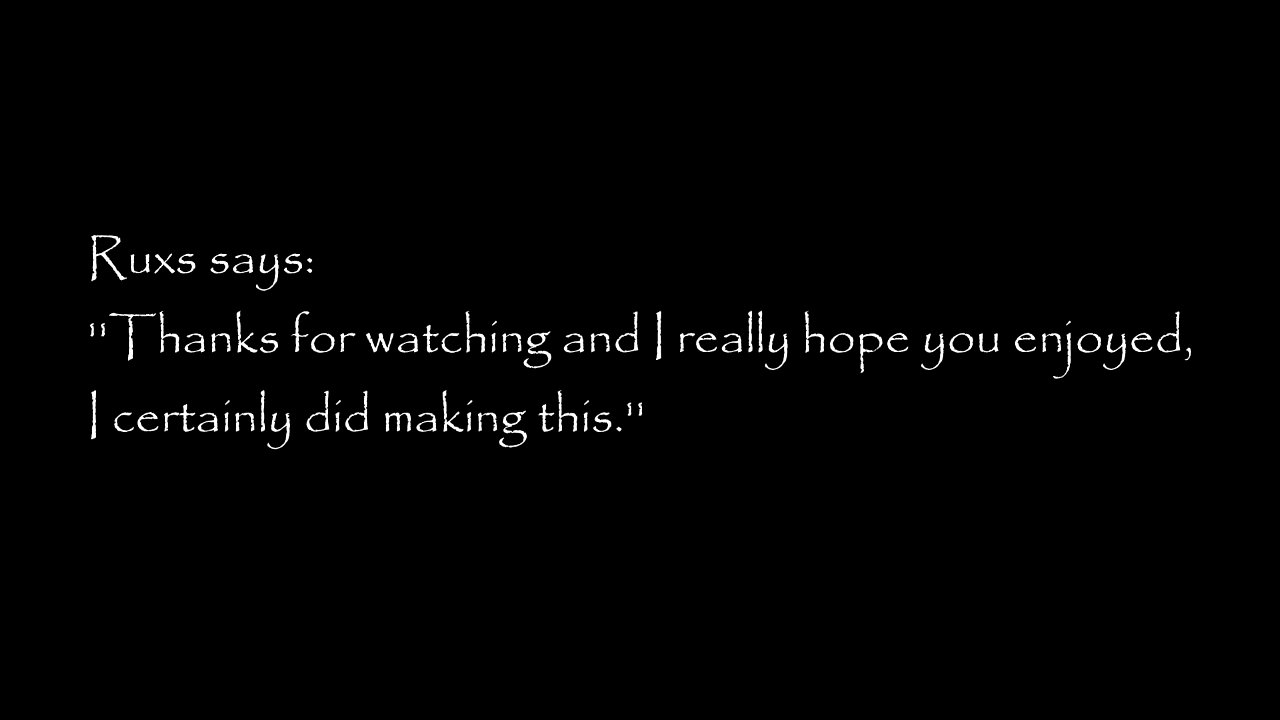 Ruxs says:
"Thanks for watching and I really hope you enjoyed,
I certainly did making this."